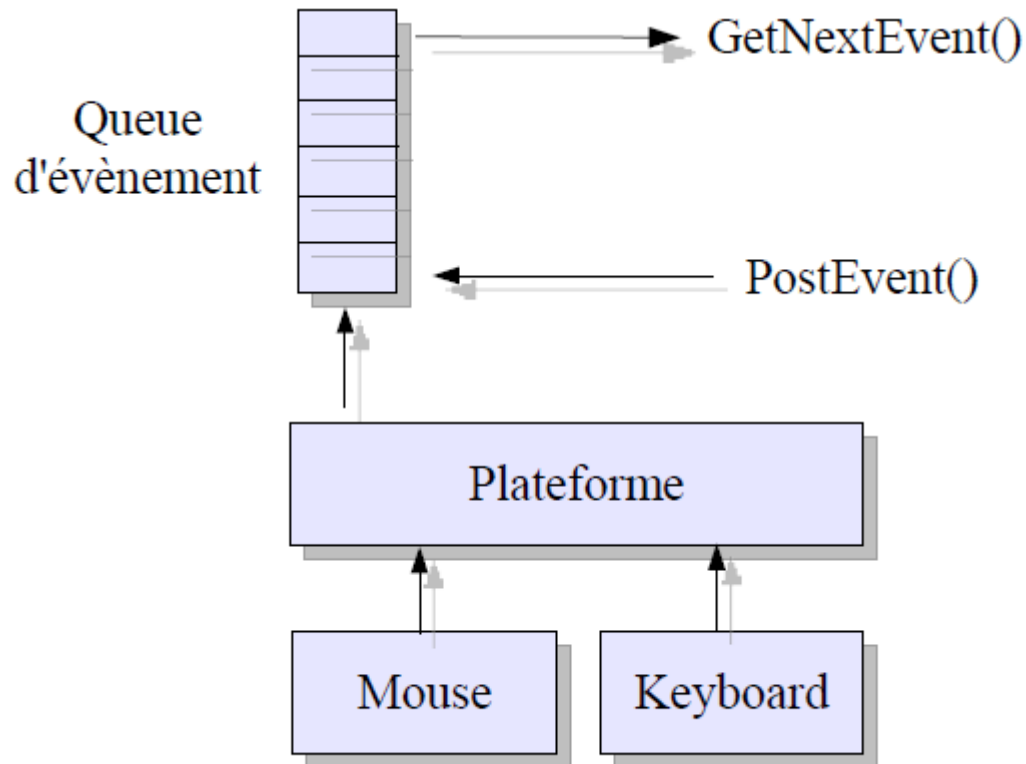 GetNextEvent()
Queue
d'évènement
PostEvent()
Plateforme
Mouse
Keyboard